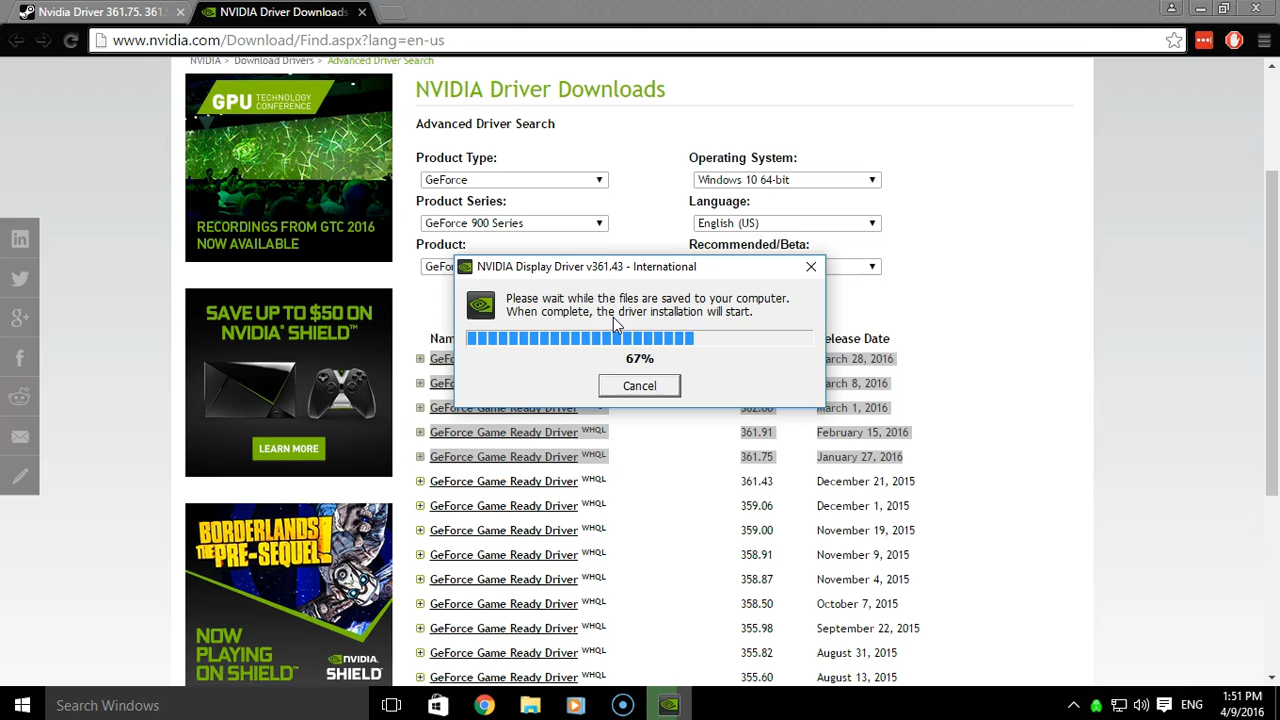 Nvidia Driver 361.75. 361.9
NVIDIA Driver Downloads
www.nvidia.com/Download/Find.aspx?lang=en-us
NVIDIA > Download Drivers > Advanced Driver Search
GPU TECHNOLOGY CONFERENCE
RECORDINGS FROM GTC 2016
NOW AVAILABLE
SAVE UP TO $50 ON
NVIDIA® SHIELD™
LEARN MORE
BORDERLANDS
THE PRE-SEQUEL!
NOW
PLAYING
ON SHIELD™
NVIDIA.
SHIELD™
NVIDIA Driver Downloads
Advanced Driver Search
Product Type:
Operating System:
GeForce
Windows 10 64-bit
Product Series:
Language:
GeForce 900 Series
English (US)
Product:
Recommended/Beta:
GeFo
NVIDIA Display Driver v361.43 - International
Please wait while the files are saved to your computer.
When complete, the driver installation will start.
67%
Cancel
Nam
elease Date
GeFo March 28, 2016
GeFo March 8, 2016
GeForce Game Ready Driver 362.00 March 1, 2016
GeForce Game Ready Driver WHQL 361.91 February 15, 2016
GeForce Game Ready Driver WHQL 361.75 January 27, 2016
GeForce Game Ready Driver WHQL 361.43 December 21, 2015
GeForce Game Ready Driver WHQL 359.06 December 1, 2015
GeForce Game Ready Driver WHQL 359.00 November 19, 2015
GeForce Game Ready Driver WHQL 358.91 November 9, 2015
GeForce Game Ready Driver WHQL 358.87 November 4, 2015
GeForce Game Ready Driver WHQL 358.50 October 7, 2015
GeForce Game Ready Driver WHQL 355.98 September 22, 2015
GeForce Game Ready Driver WHQL 355.82 August 31, 2015
GeForce Game Ready Driver WHQL 355.60 August 13, 2015
Search Windows
ENG
1:51 PM
4/9/2016